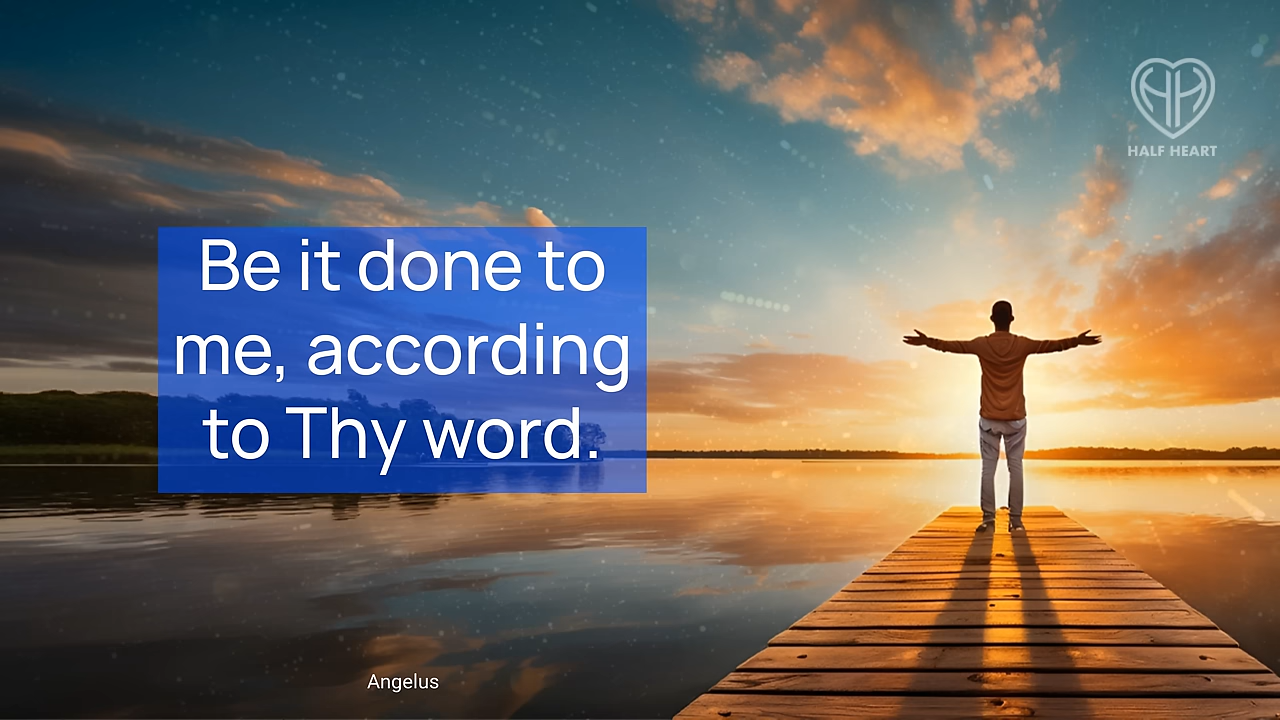 HALF HEART
Be it done to
me, according
to Thy word.
Angelus